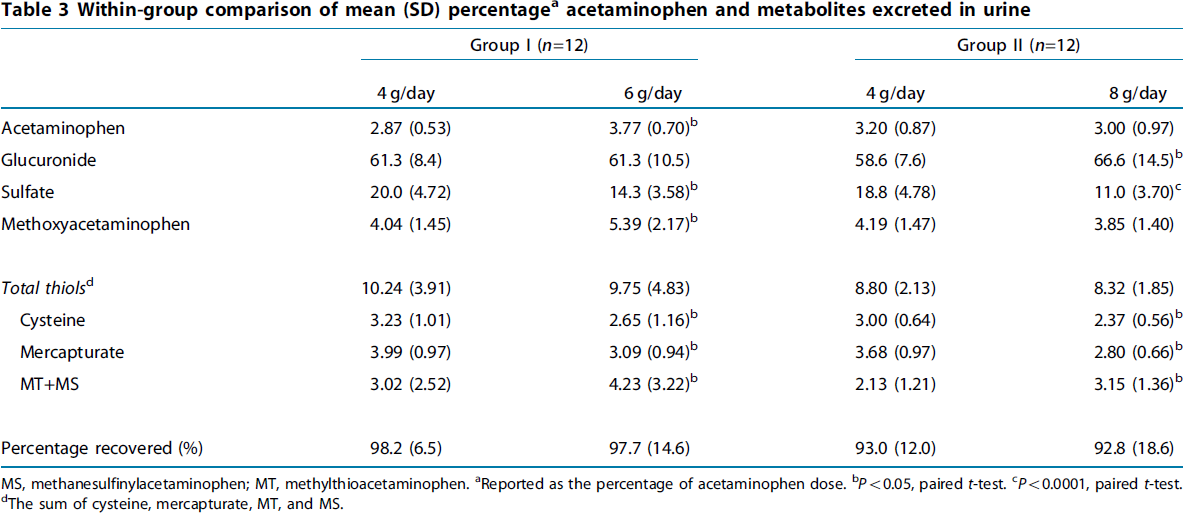 Table 3 Within-group comparison of mean (SD) percentageᵃ acetaminophen and metabolites excreted in urine
Group I (n=12) Group II (n=12)
4 g/day 6 g/day 4 g/day 8 g/day
Acetaminophen 2.87 (0.53) 3.77 (0.70)ᵇ 3.20 (0.87) 3.00 (0.97)
Glucuronide 61.3 (8.4) 61.3 (10.5) 58.6 (7.6) 66.6 (14.5)ᵇ
Sulfate 20.0 (4.72) 14.3 (3.58)ᵇ 18.8 (4.78) 11.0 (3.70)ᶜ
Methoxyacetaminophen 4.04 (1.45) 5.39 (2.17)ᵇ 4.19 (1.47) 3.85 (1.40)
Total thiolsᵈ 10.24 (3.91) 9.75 (4.83) 8.80 (2.13) 8.32 (1.85)
Cysteine 3.23 (1.01) 2.65 (1.16)ᵇ 3.00 (0.64) 2.37 (0.56)ᵇ
Mercapturate 3.99 (0.97) 3.09 (0.94)ᵇ 3.68 (0.97) 2.80 (0.66)ᵇ
MT+MS 3.02 (2.52) 4.23 (3.22)ᵇ 2.13 (1.21) 3.15 (1.36)ᵇ
Percentage recovered (%) 98.2 (6.5) 97.7 (14.6) 93.0 (12.0) 92.8 (18.6)
MS, methanesulfinylacetaminophen; MT, methylthioacetaminophen. ᵃReported as the percentage of acetaminophen dose. ᵇP<0.05, paired t-test. ᶜP<0.0001, paired t-test.
ᵈThe sum of cysteine, mercapturate, MT, and MS.